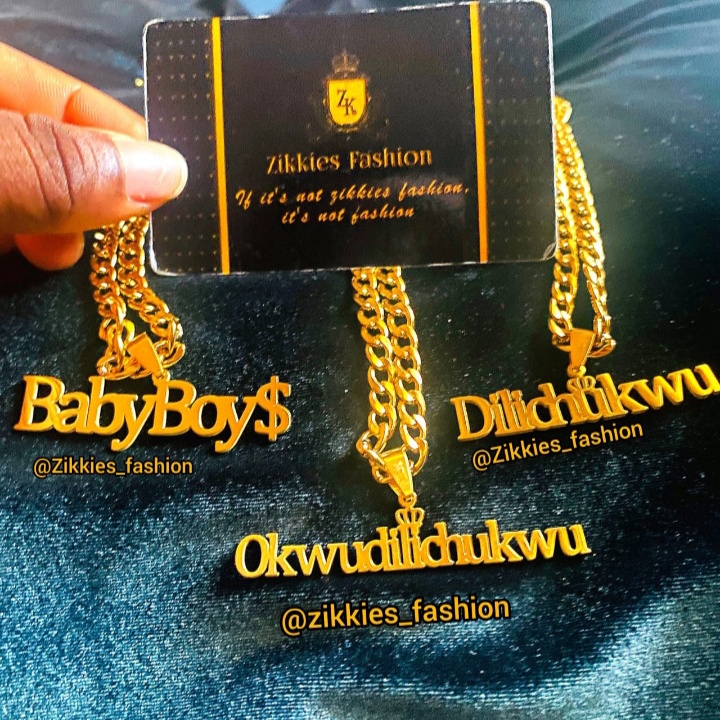 ZK
Zikkies Fashion
If it's not zikkies fashion,
it's not fashion
BabyBoy$
@Zikkies_fashion
Dilichukwu
@Zikkies_fashion
Okwudilichukwu
@zikkies_fashion